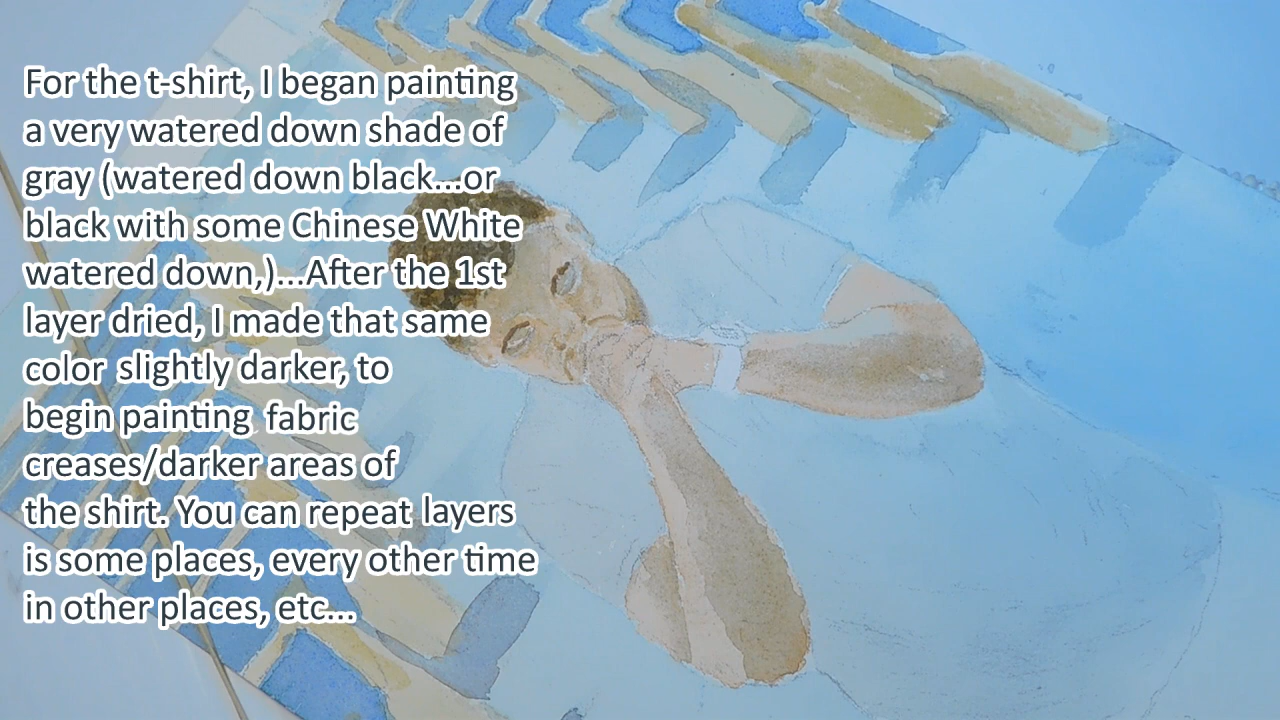 For the t-shirt, I began painting
a very watered down shade of
gray (watered down black...or
black with some Chinese White
watered down,)...After the 1st
layer dried, I made that same
color slightly darker, to
begin painting fabric
creases/darker areas of
the shirt. You can repeat layers
is some places, every other time
in other places, etc...